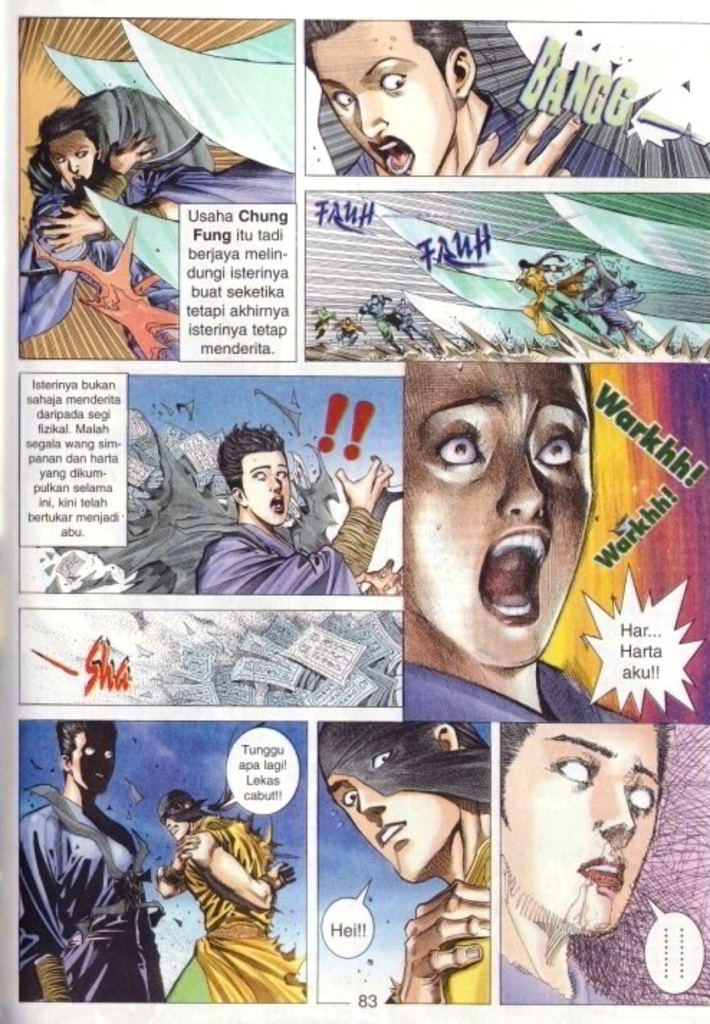 BANGG
Usaha Chung
Fung itu tadi
berjaya melin-
dungi isterinya
buat seketika
tetapi akhirnya
isterinya tetap
menderita.
FAUH
FAUH
Isterinya bukan
sahaja menderita
daripada segi
fizikal. Malah
segala wang sim-
panan dan harta
yang dikum-
pulkan selama
ini, kini telah
bertukar menjadi
abu.
!!
Warkhh!
Warkhh!
Har...
Harta
aku!!
Sha
Tunggu
apa lagi!
Lekas
cabut!!
Hei!!
83